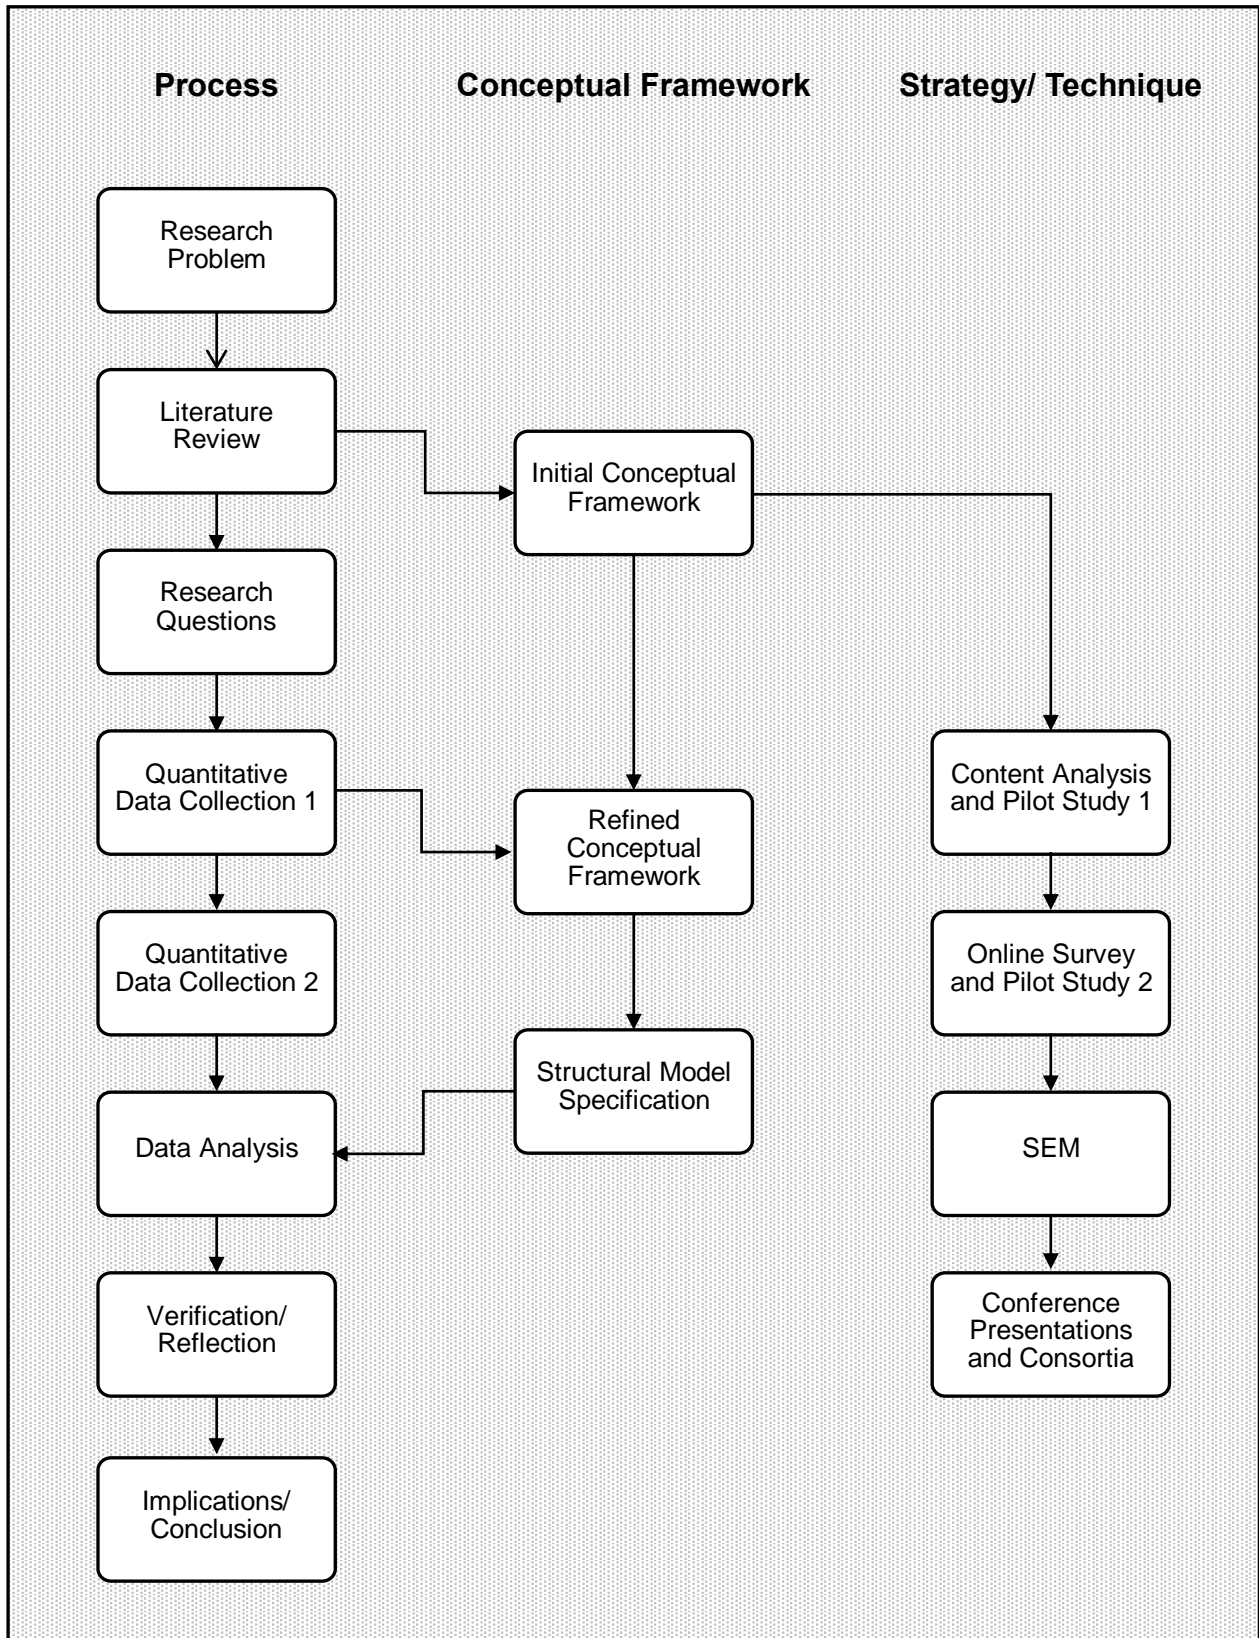 Process
Conceptual Framework
Strategy/ Technique
Research
Problem
Literature
Review
Research
Questions
Quantitative
Data Collection 1
Quantitative
Data Collection 2
Data Analysis
Verification/
Reflection
Implications/
Conclusion
Initial Conceptual
Framework
Refined
Conceptual
Framework
Structural Model
Specification
Content Analysis
and Pilot Study 1
Online Survey
and Pilot Study 2
SEM
Conference
Presentations
and Consortia